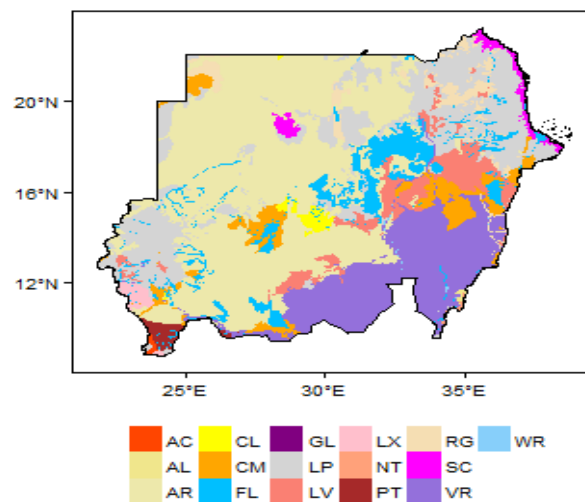 20°N
16°N
12°N
25°E 30°E 35°E
AC CL GL LX RG WR
AL CM LP NT SC
AR FL LV PT VR